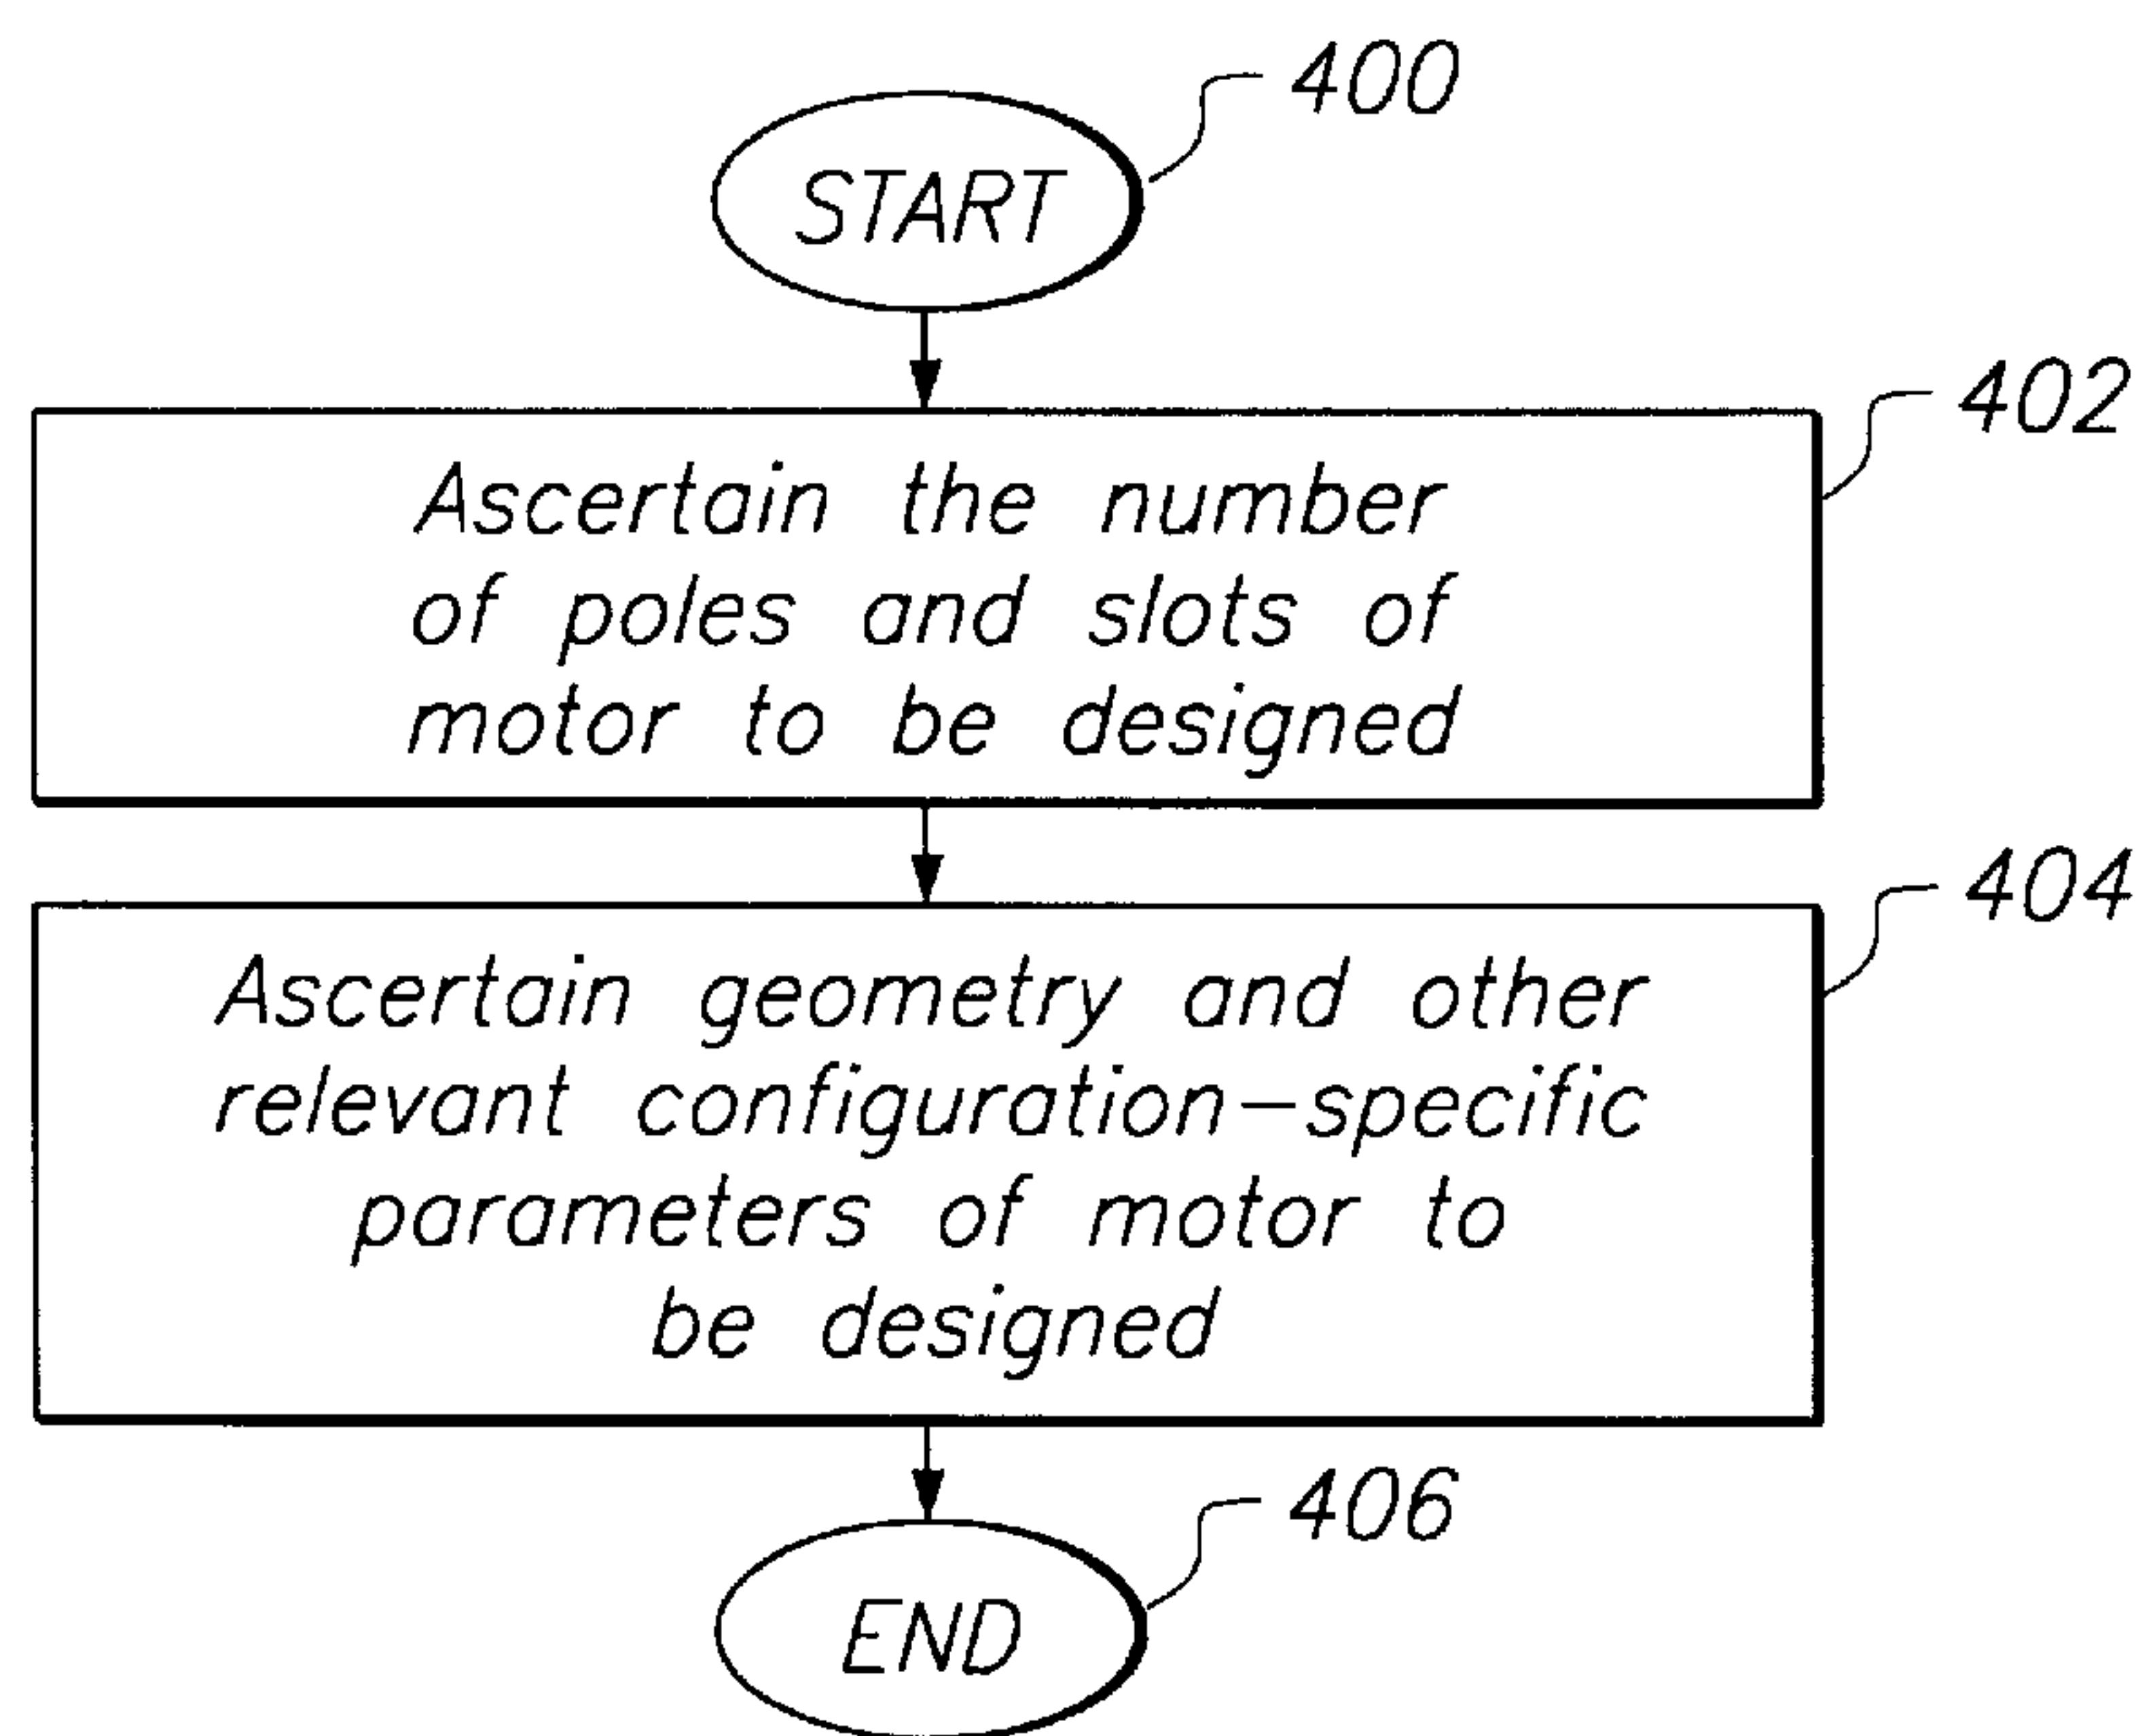 400
START
402
Ascertain the number
of poles and slots of
motor to be designed
404
Ascertain geometry and other
relevant configuration-specific
parameters of motor to
be designed
406
END